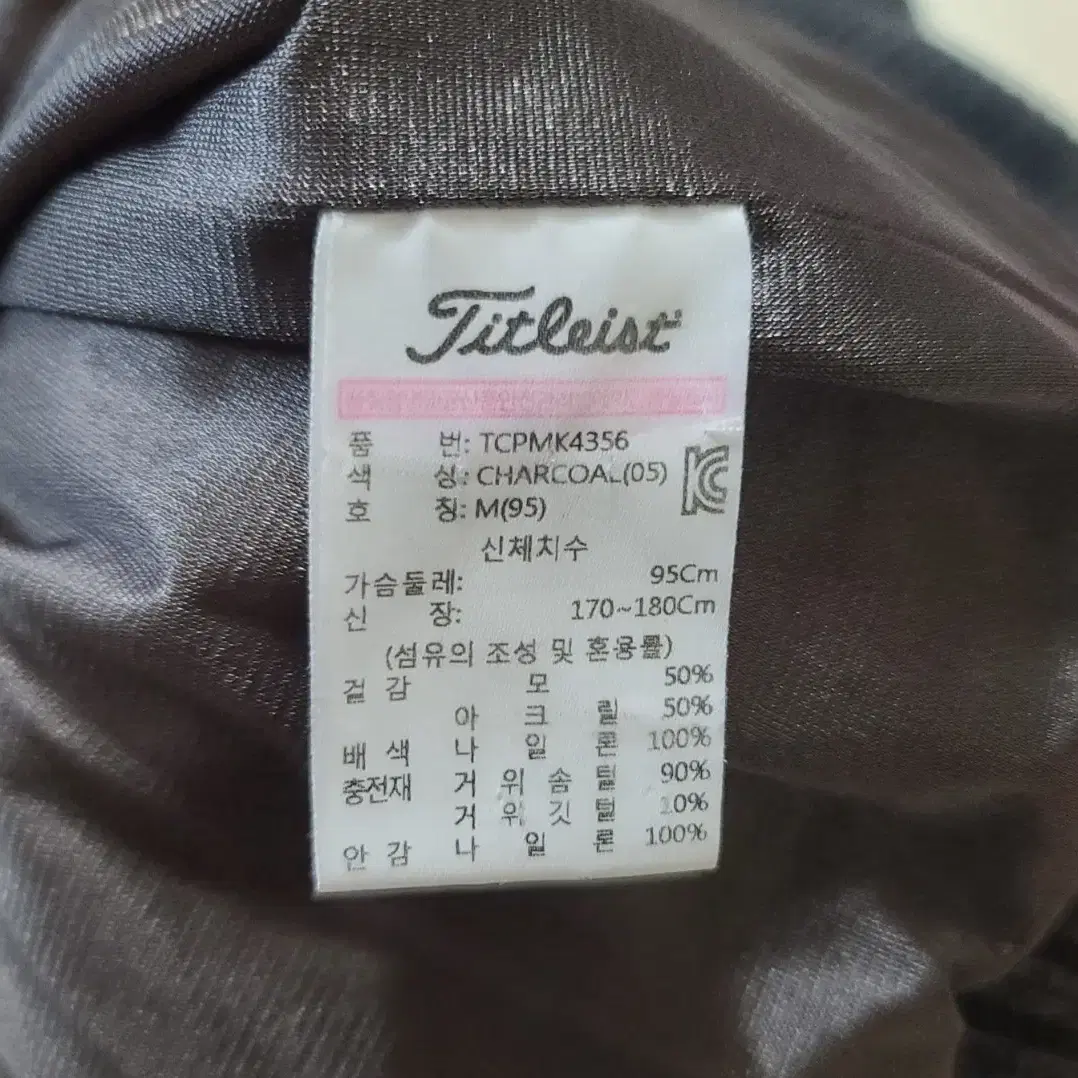 Titleist
품 번: TCPMK4356
색 상: CHARCOAL(05)
호 칭: M(95)
신체치수
가슴둘레: 95Cm
신 장: 170~180Cm
(섬유의 조성 및 혼용률)
겉 감 모 50%
아 크 릴 50%
배 색 나 일 론 100%
충전재 거 위 솜 털 90%
거 위 깃 털 10%
안 감 나 일 론 100%